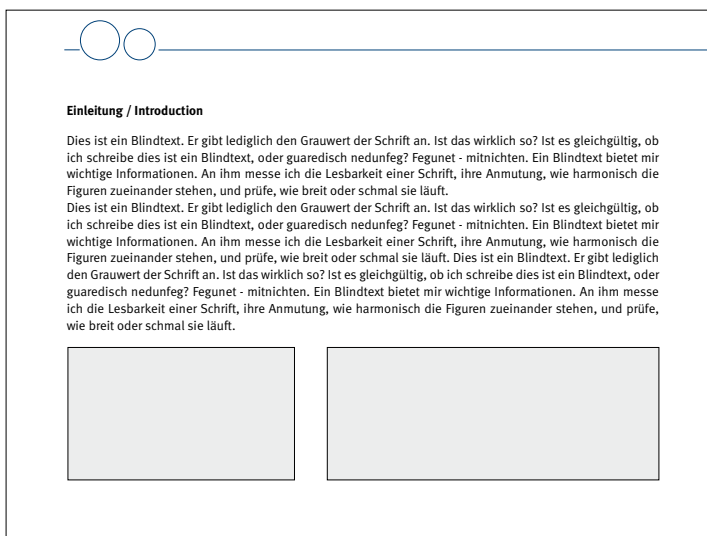 Einleitung / Introduction
Dies ist ein Blindtext. Er gibt lediglich den Grauwert der Schrift an. Ist das wirklich so? Ist es gleichgültig, ob
ich schreibe dies ist ein Blindtext, oder guaredisch nedunfeg? Fegunet - mitnichten. Ein Blindtext bietet mir
wichtige Informationen. An ihm messe ich die Lesbarkeit einer Schrift, ihre Anmutung, wie harmonisch die
Figuren zueinander stehen, und prüfe, wie breit oder schmal sie läuft.
Dies ist ein Blindtext. Er gibt lediglich den Grauwert der Schrift an. Ist das wirklich so? Ist es gleichgültig, ob
ich schreibe dies ist ein Blindtext, oder guaredisch nedunfeg? Fegunet - mitnichten. Ein Blindtext bietet mir
wichtige Informationen. An ihm messe ich die Lesbarkeit einer Schrift, ihre Anmutung, wie harmonisch die
Figuren zueinander stehen, und prüfe, wie breit oder schmal sie läuft. Dies ist ein Blindtext. Er gibt lediglich
den Grauwert der Schrift an. Ist das wirklich so? Ist es gleichgültig, ob ich schreibe dies ist ein Blindtext, oder
guaredisch nedunfeg? Fegunet - mitnichten. Ein Blindtext bietet mir wichtige Informationen. An ihm messe
ich die Lesbarkeit einer Schrift, ihre Anmutung, wie harmonisch die Figuren zueinander stehen, und prüfe,
wie breit oder schmal sie läuft.